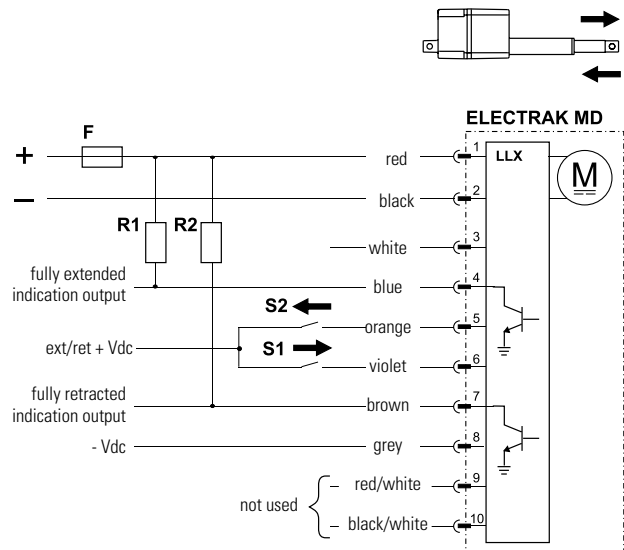 ELECTRAK MD
F
+
1
LLX
red
M
–
2
black
R1
R2
3
white
fully extended
indication output
4
blue
S2
5
orange
ext/ret + Vdc
S1
6
violet
fully retracted
indication output
7
brown
- Vdc
8
grey
9
red/white
not used
10
black/white